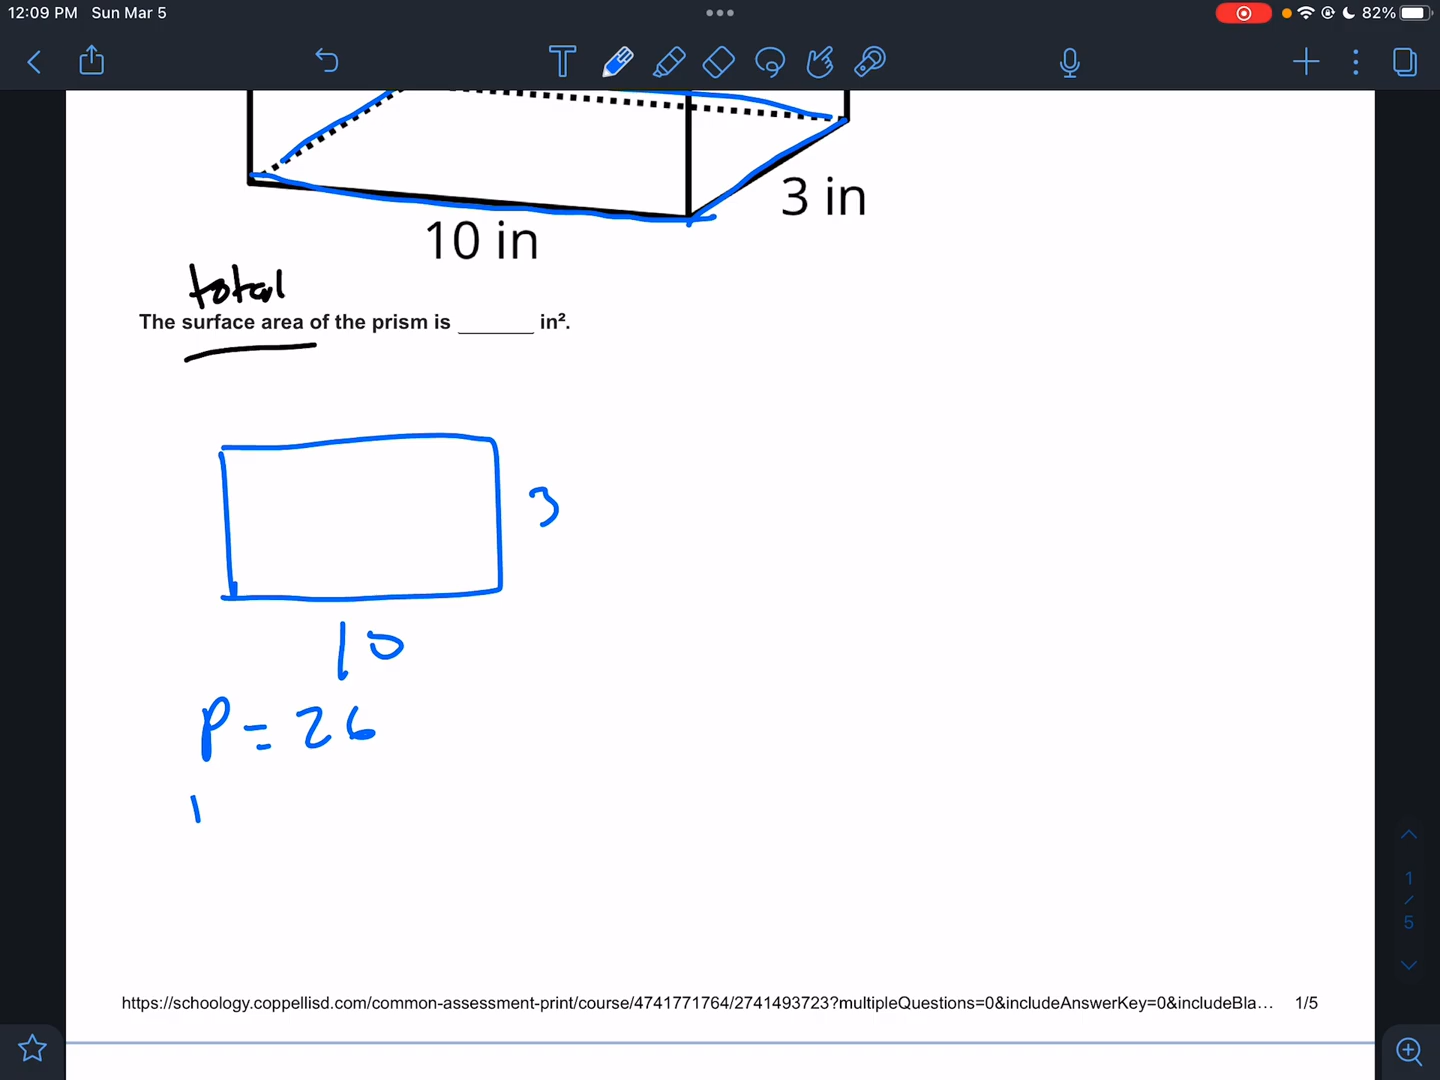 12:09 PM Sun Mar 5
82%
T
3 in
10 in
total
The surface area of the prism is _______ in².
3
10
P = 26
1
/
5
https://schoology.coppellisd.com/common-assessment-print/course/4741771764/2741493723?multipleQuestions=0&includeAnswerKey=0&includeBla... 1/5